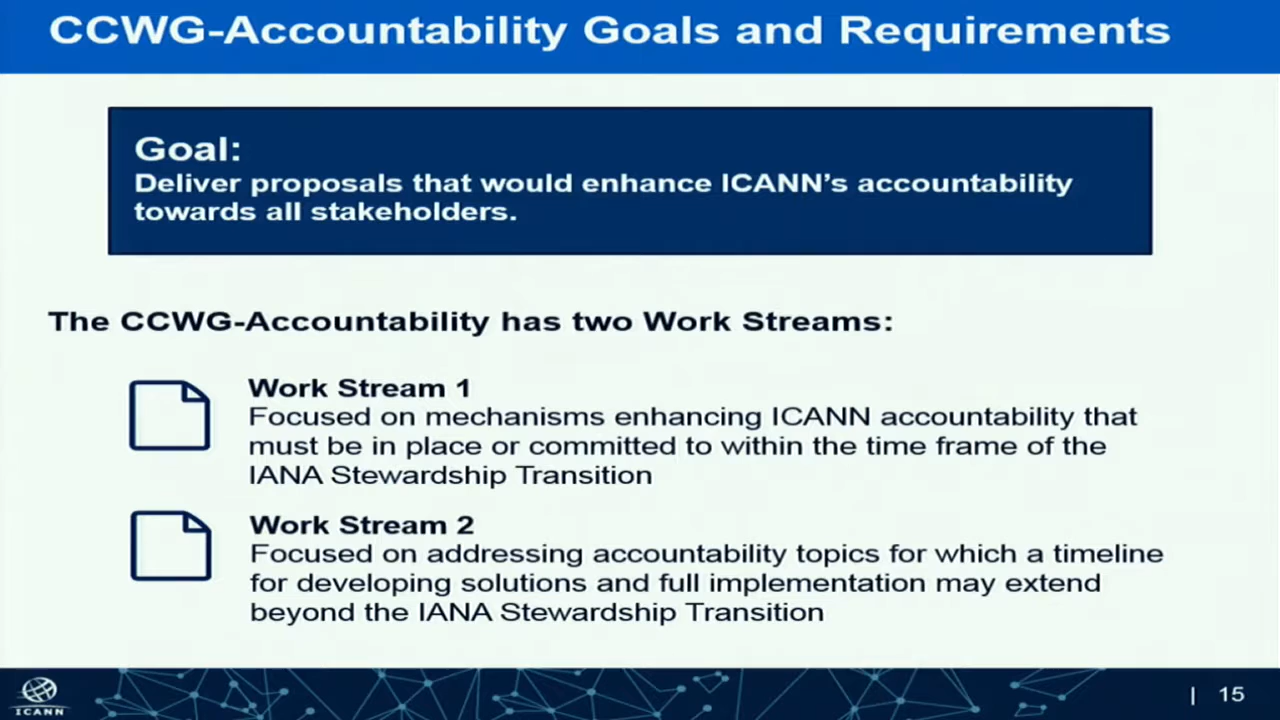 CCWG-Accountability Goals and Requirements
Goal:
Deliver proposals that would enhance ICANN’s accountability
towards all stakeholders.
The CCWG-Accountability has two Work Streams:
Work Stream 1
Focused on mechanisms enhancing ICANN accountability that
must be in place or committed to within the time frame of the
IANA Stewardship Transition
Work Stream 2
Focused on addressing accountability topics for which a timeline
for developing solutions and full implementation may extend
beyond the IANA Stewardship Transition
ICANN
| 15